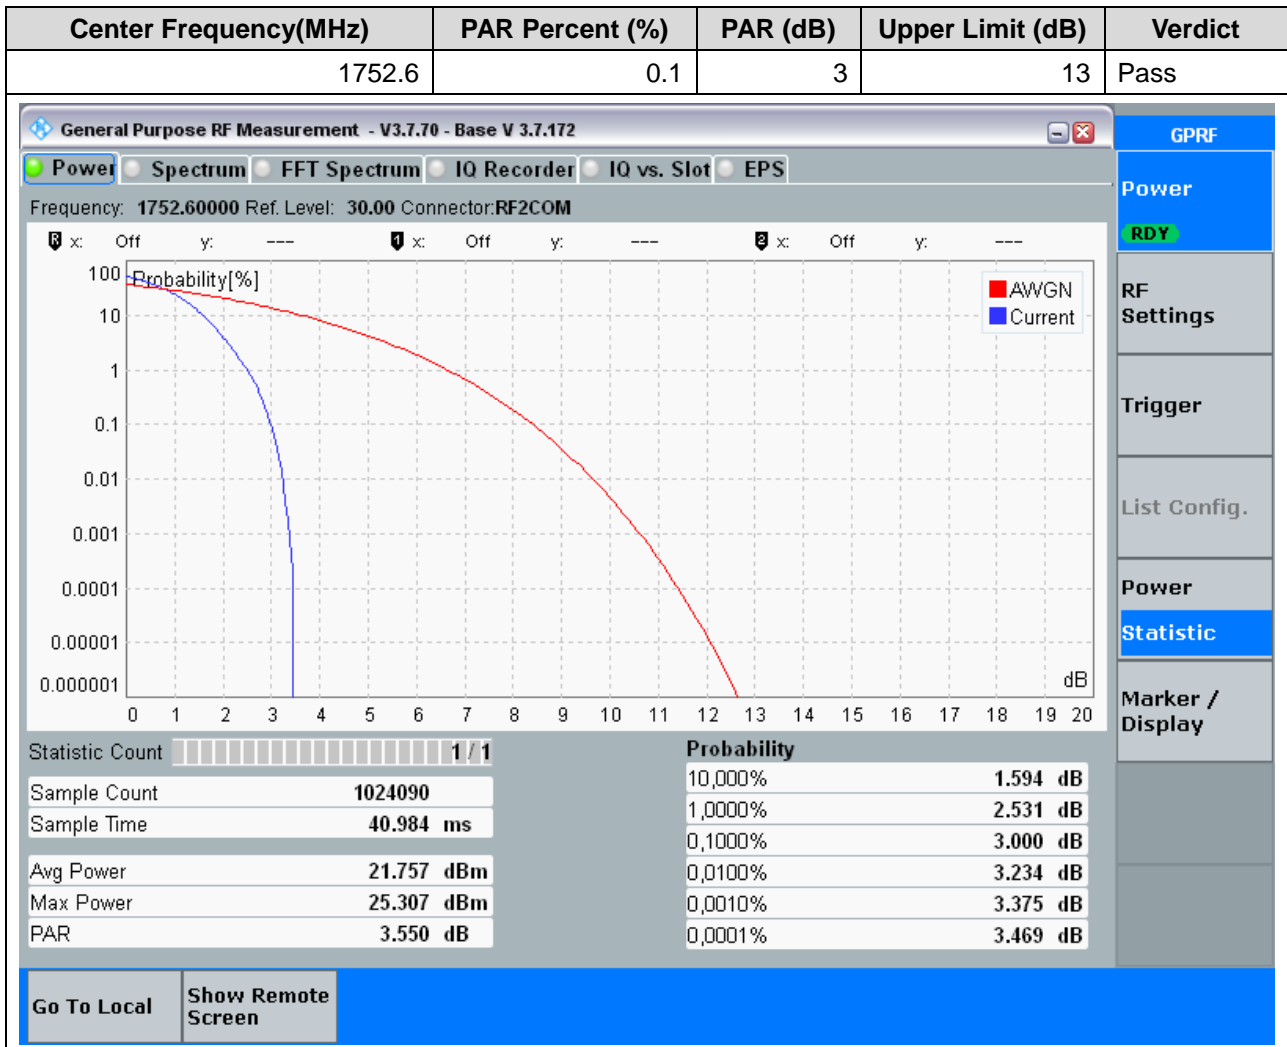 Center Frequency(MHz) PAR Percent (%) PAR (dB) Upper Limit (dB) Verdict
1752.6 0.1 3 13 Pass
General Purpose RF Measurement - V3.7.70 - Base V 3.7.172
GPRF
Power Spectrum FFT Spectrum IQ Recorder IQ vs. Slot EPS
Frequency: 1752.60000 Ref. Level: 30.00 Connector:RF2COM
R x: Off y: --- 1 x: Off y: --- 2 x: Off y: ---
Probability[%]
AWGN
Current
100
10
1
0.1
0.01
0.001
0.0001
0.00001
0.000001
dB
0 1 2 3 4 5 6 7 8 9 10 11 12 13 14 15 16 17 18 19 20
Statistic Count 1 / 1
Sample Count 1024090
Sample Time 40.984 ms
Avg Power 21.757 dBm
Max Power 25.307 dBm
PAR 3.550 dB
Probability
10,000% 1.594 dB
1,0000% 2.531 dB
0,1000% 3.000 dB
0,0100% 3.234 dB
0,0010% 3.375 dB
0,0001% 3.469 dB
Power
RDY
RF
Settings
Trigger
List Config.
Power
Statistic
Marker /
Display
Go To Local
Show Remote
Screen